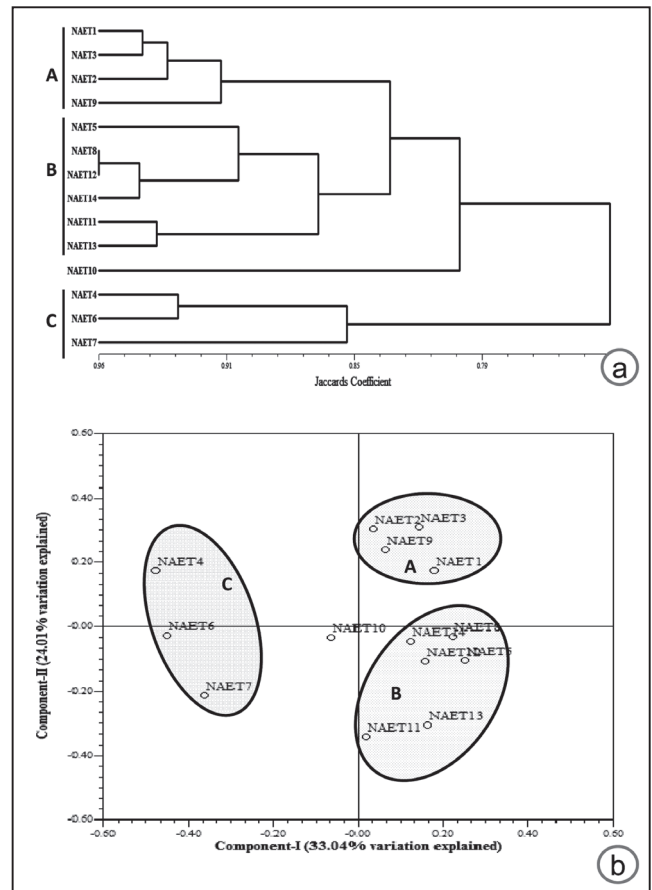 NAET1
NAET3
A
NAET2
NAET9
NAET5
NAET8
B
NAET12
NAET14
NAET11
NAET13
NAET10
NAET4
C
NAET6
NAET7
0.96
0.91
0.85
0.79
Jaccards Coefficient
a
0.60
0.40
0.20
-0.00
-0.20
-0.40
-0.60
Component-II (24.01% variation explained)
NAET2
NAET3
NAET9
NAET1
A
NAET4
C
NAET6
NAET7
NAET10
NAET14
B
NAET13
NAET11
-0.60
-0.40
-0.20
-0.00
0.20
0.40
0.60
Component-I (33.04% variation explained)
b